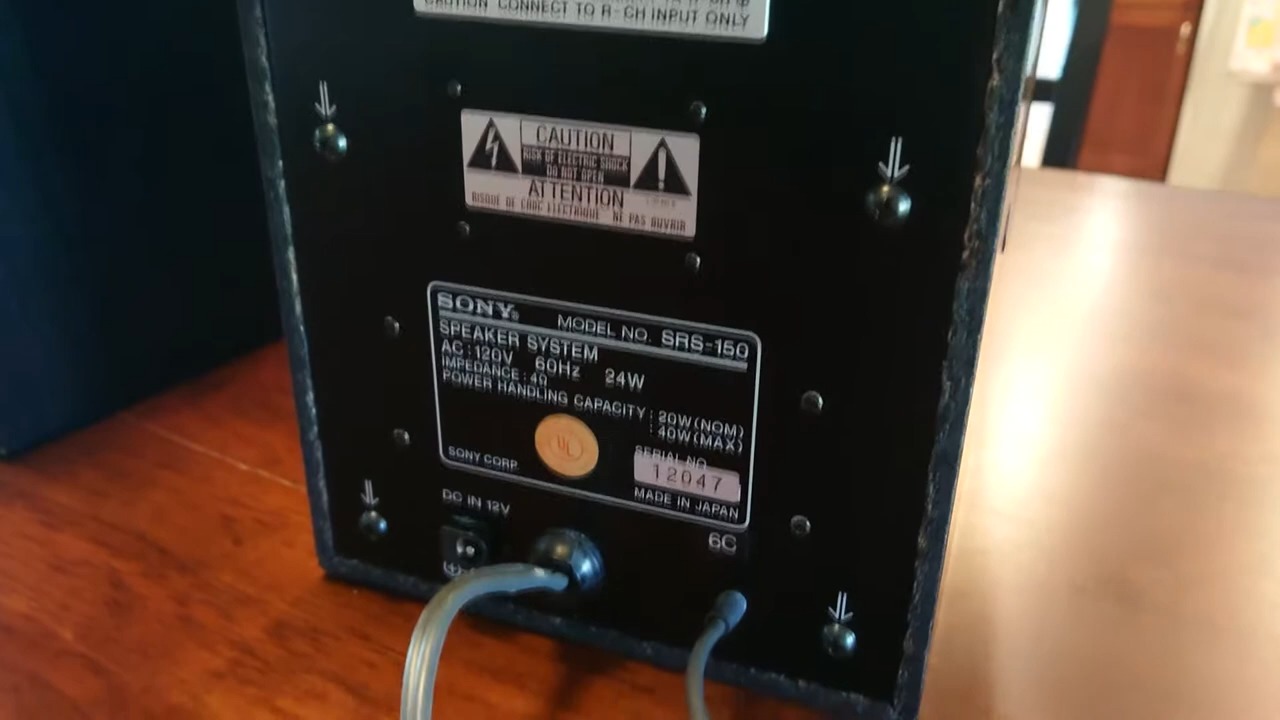 CAUTION CONNECT TO R-CH INPUT ONLY
CAUTION
RISK OF ELECTRIC SHOCK
DO NOT OPEN
ATTENTION
RISQUE DE CHOC ELECTRIQUE NE PAS OUVRIR
SONY® MODEL NO. SRS-150
SPEAKER SYSTEM
AC:120V 60Hz 24W
IMPEDANCE:4Ω
POWER HANDLING CAPACITY : 20W(NOM)
: 40W(MAX)
UL
SERIAL NO.
12047
SONY CORP.
MADE IN JAPAN
DC IN 12V
6C